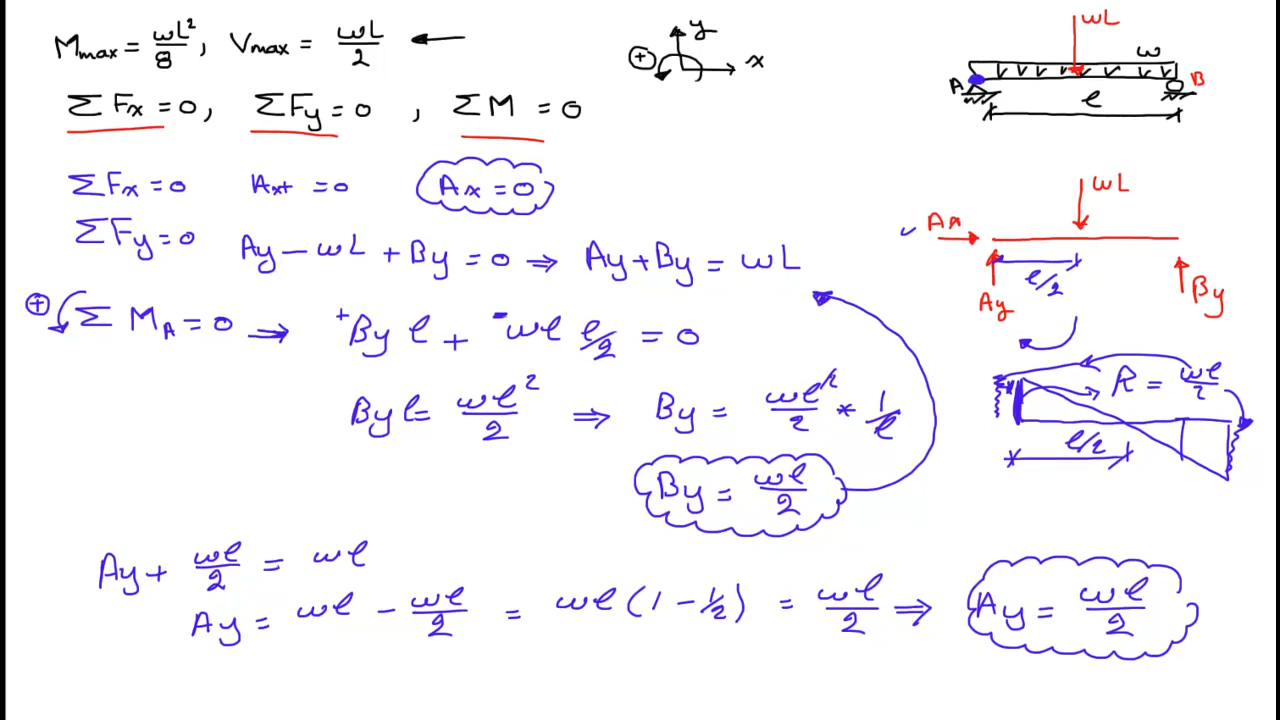 Mmax = wL²/8 , Vmax = wL/2 ←
ΣFx = 0 , ΣFy = 0 , ΣM = 0
⊕ y x
wL
w
A B
l
ΣFx = 0 Ax+ = 0 Ax = 0
ΣFy = 0 Ay − wL + By = 0 ⇒ Ay + By = wL
Ax wL
l/2
Ay By
⊕ ΣM_A = 0 ⇒ +By l + -wl l/2 = 0
By l = wl²/2 ⇒ By = wl²/2 * 1/l
R = wl/2
l/2
By = wl/2
Ay + wl/2 = wl
Ay = wl − wl/2 = wl (1 − 1/2) = wl/2 ⇒ Ay = wl/2